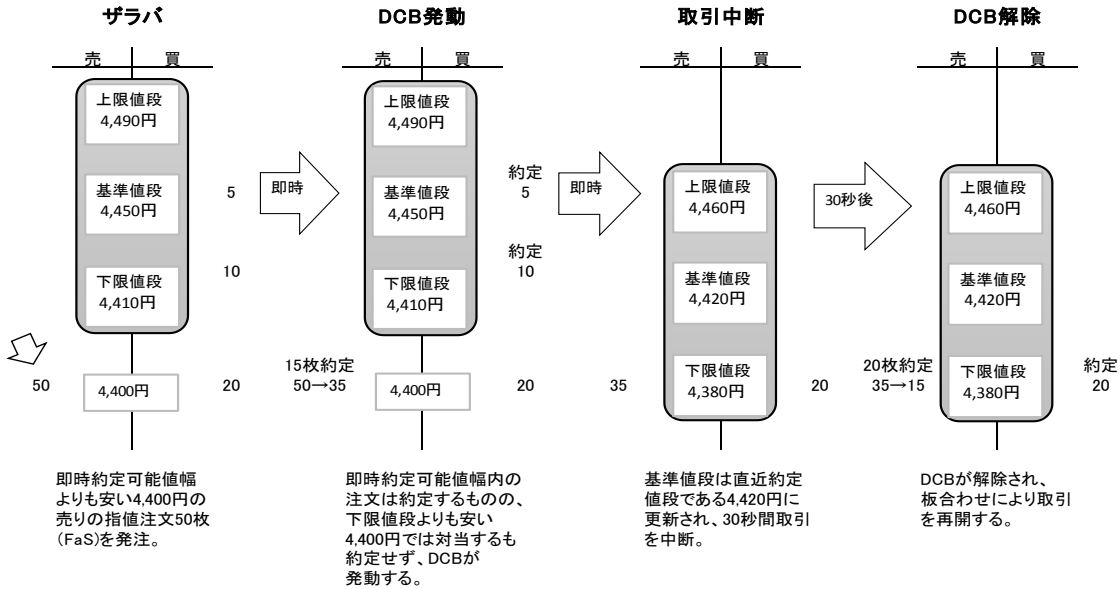 ザラバ
売 買
上限値段
4,490円
基準値段
4,450円
5
10
下限値段
4,410円
50
4,400円
20
即時約定可能値幅
よりも安い4,400円の
売りの指値注文50枚
(FaS)を発注。
即時
DCB発動
売 買
上限値段
4,490円
基準値段
4,450円
約定
5
約定
10
下限値段
4,410円
15枚約定
50→35
4,400円
20
即時約定可能値幅内の
注文は約定するものの、
下限値段よりも安い
4,400円では対当するも
約定せず、DCBが
発動する。
即時
取引中断
売 買
上限値段
4,460円
基準値段
4,420円
35
下限値段
4,380円
20
基準値段は直近約定
値段である4,420円に
更新され、30秒間取引
を中断。
30秒後
DCB解除
売 買
上限値段
4,460円
基準値段
4,420円
20枚約定
35→15
下限値段
4,380円
約定
20
DCBが解除され、
板合わせにより取引
を再開する。